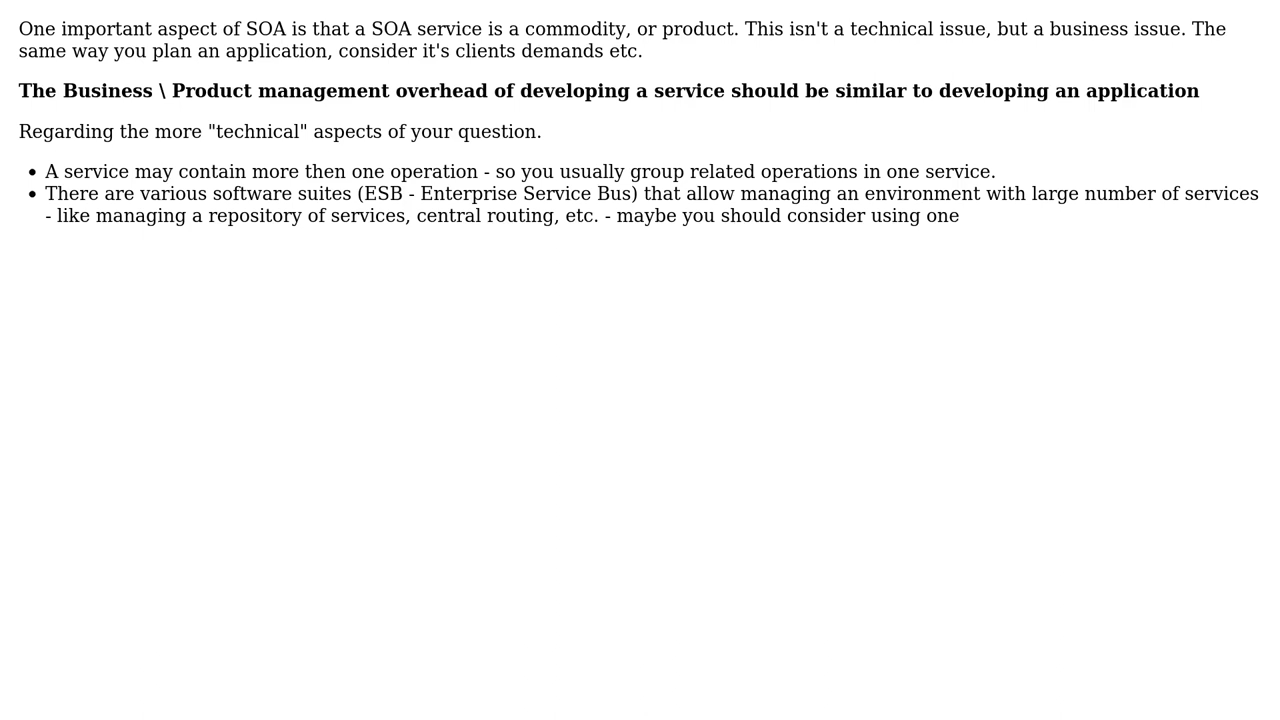 One important aspect of SOA is that a SOA service is a commodity, or product. This isn't a technical issue, but a business issue. The
same way you plan an application, consider it's clients demands etc.
The Business \ Product management overhead of developing a service should be similar to developing an application
Regarding the more "technical" aspects of your question.
• A service may contain more then one operation - so you usually group related operations in one service.
• There are various software suites (ESB - Enterprise Service Bus) that allow managing an environment with large number of services
- like managing a repository of services, central routing, etc. - maybe you should consider using one